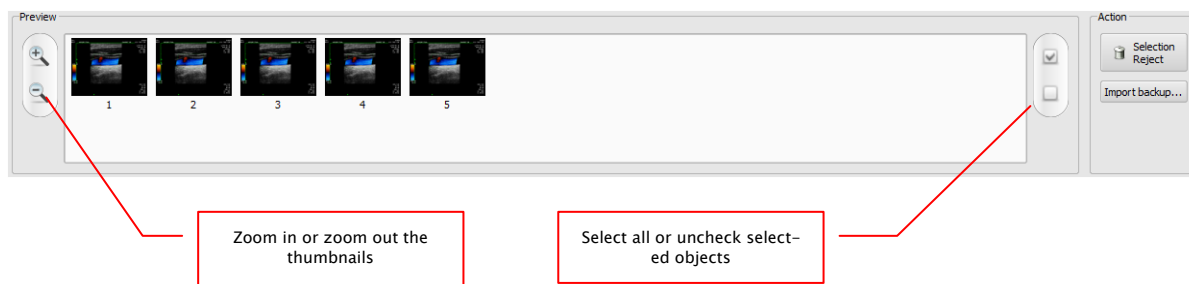 Preview
Action
Selection
Reject
Import backup...
1 2 3 4 5
Zoom in or zoom out the
thumbnails
Select all or uncheck select-
ed objects